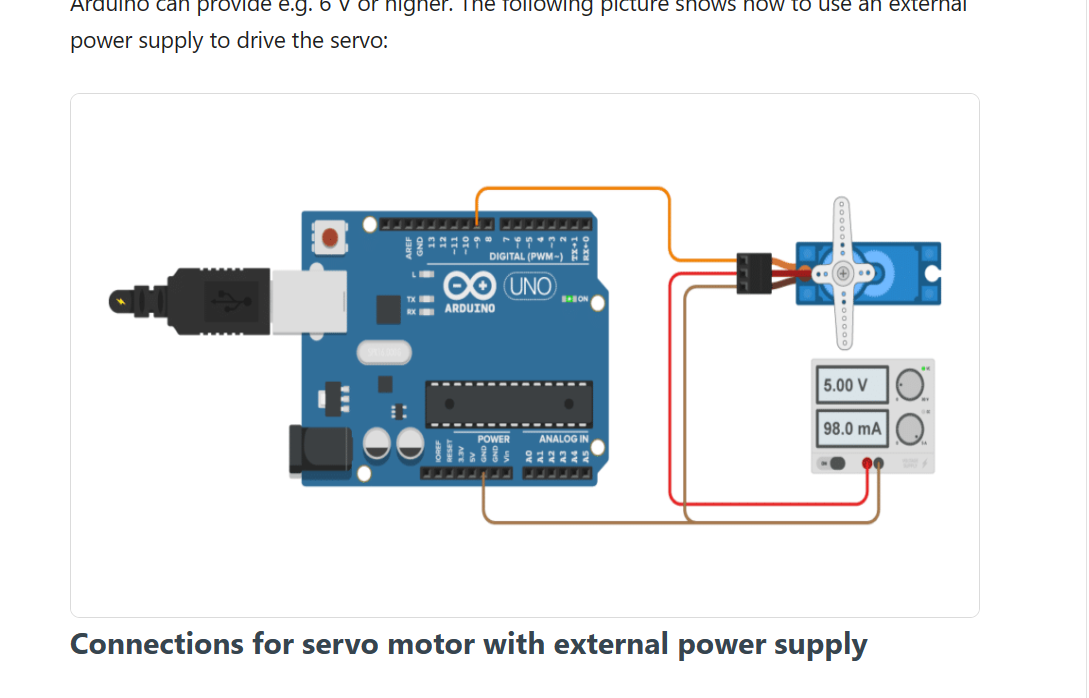 Arduino can provide e.g. 6 V or higher. The following picture shows how to use an external
power supply to drive the servo:
AREF
GND
13
12
~11
~10
~9
8
7
~6
~5
4
~3
2
TX→1
RX←0
DIGITAL (PWM~)
L
UNO
TX
RX
ARDUINO
ON
5.00 V
98.0 mA
POWER
ANALOG IN
IOREF
RESET
3.3V
5V
GND
GND
Vin
A0
A1
A2
A3
A4
A5
Connections for servo motor with external power supply